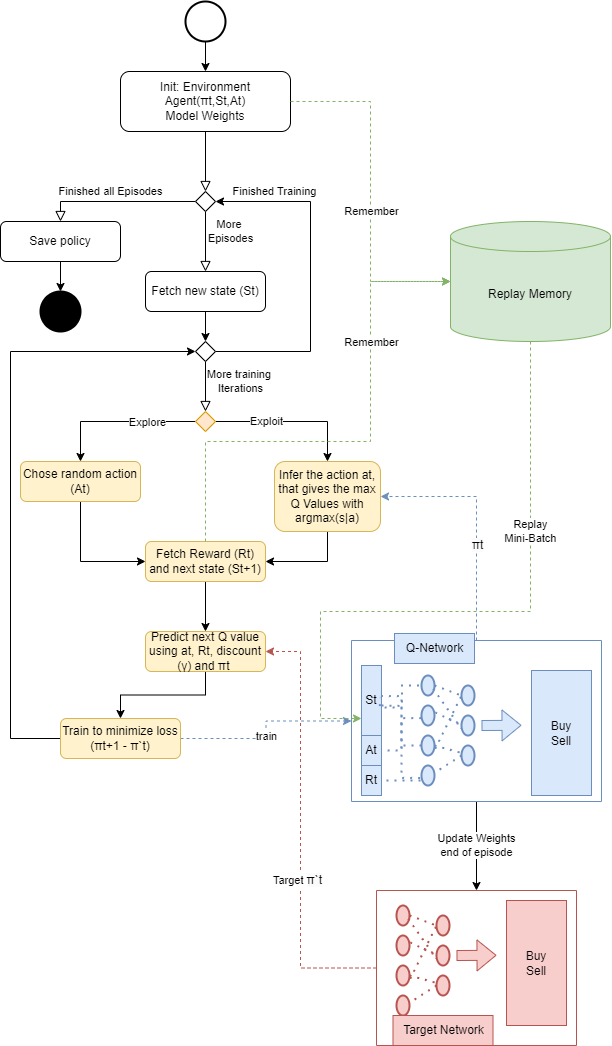 Init: Environment
Agent(πt,St,At)
Model Weights
Finished all Episodes
Finished Training
Remember
More
Episodes
Save policy
Fetch new state (St)
Replay Memory
Remember
More training
Iterations
Explore
Exploit
Chose random action
(At)
Infer the action at,
that gives the max
Q Values with
argmax(s|a)
Replay
Mini-Batch
πt
Fetch Reward (Rt)
and next state (St+1)
Predict next Q value
using at, Rt, discount
(γ) and πt
Q-Network
St
At
Rt
Buy
Sell
Train to minimize loss
(πt+1 - π`t)
train
Update Weights
end of episode
Target π`t
Buy
Sell
Target Network